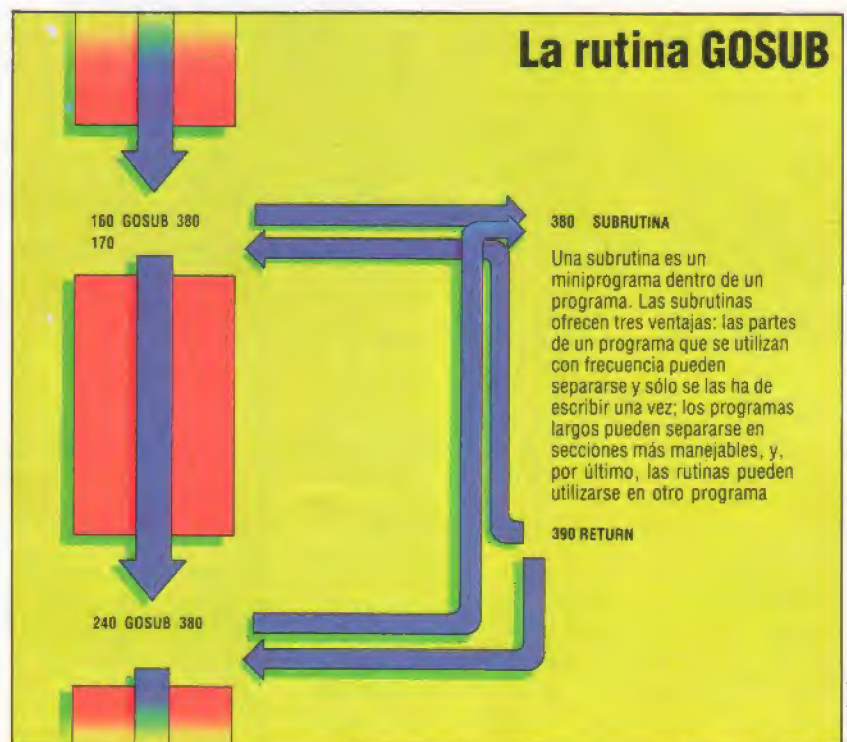 La rutina GOSUB
160 GOSUB 380
170
380 SUBRUTINA
Una subrutina es un
miniprograma dentro de un
programa. Las subrutinas
ofrecen tres ventajas: las partes
de un programa que se utilizan
con frecuencia pueden
separarse y sólo se las ha de
escribir una vez; los programas
largos pueden separarse en
secciones más manejables, y,
por último, las rutinas pueden
utilizarse en otro programa
390 RETURN
240 GOSUB 380